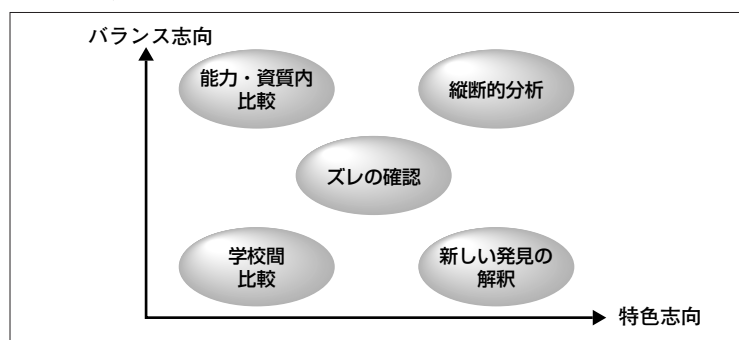 バランス志向
能力・資質内
比較
縦断的分析
ズレの確認
学校間
比較
新しい発見の
解釈
特色志向